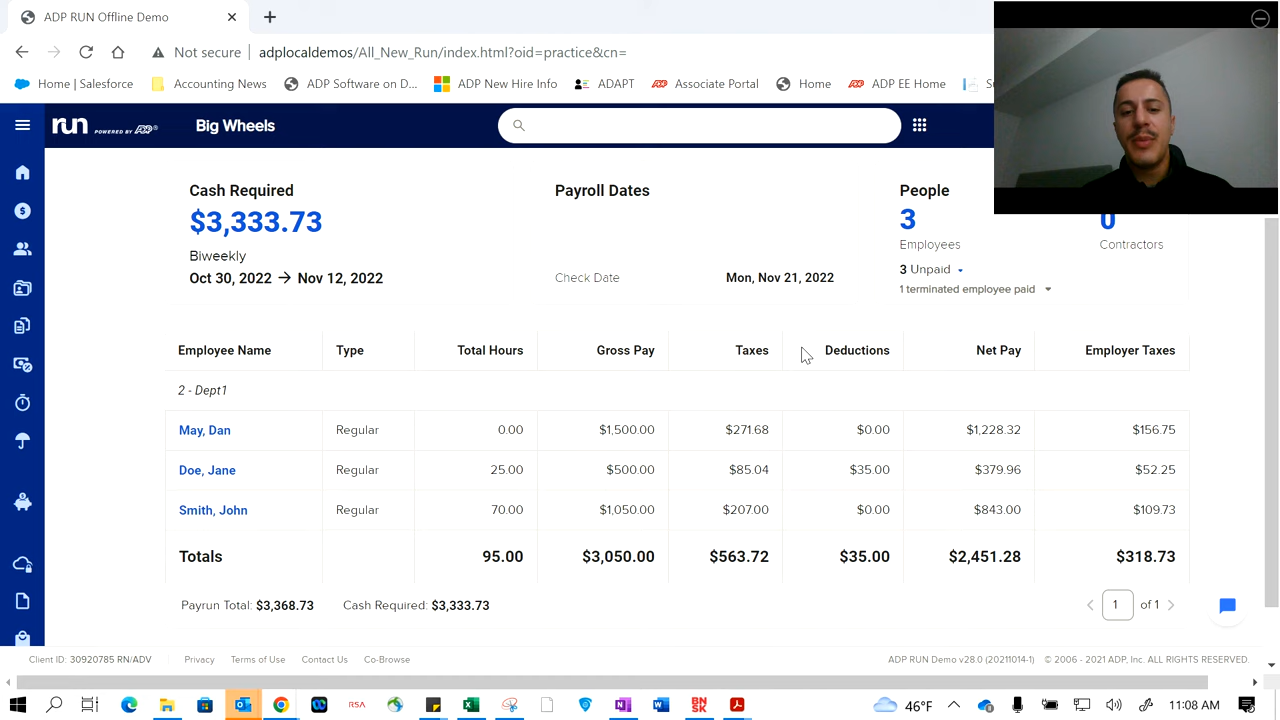 ADP RUN Offline Demo
Not secure adplocaldemos/All_New_Run/index.html?oid=practice&cn=
Home | Salesforce Accounting News ADP Software on D... ADP New Hire Info ADAPT Associate Portal Home ADP EE Home
run POWERED BY ADP® Big Wheels
Cash Required Payroll Dates People
$3,333.73 3 0
Biweekly Employees Contractors
Oct 30, 2022 → Nov 12, 2022 Check Date Mon, Nov 21, 2022 3 Unpaid
1 terminated employee paid
Employee Name Type Total Hours Gross Pay Taxes Deductions Net Pay Employer Taxes
2 - Dept1
May, Dan Regular 0.00 $1,500.00 $271.68 $0.00 $1,228.32 $156.75
Doe, Jane Regular 25.00 $500.00 $85.04 $35.00 $379.96 $52.25
Smith, John Regular 70.00 $1,050.00 $207.00 $0.00 $843.00 $109.73
Totals 95.00 $3,050.00 $563.72 $35.00 $2,451.28 $318.73
Payrun Total: $3,368.73 Cash Required: $3,333.73 1 of 1
Client ID: 30920785 RN/ADV Privacy Terms of Use Contact Us Co-Browse ADP RUN Demo v28.0 (20211014-1) © 2006 - 2021 ADP, Inc. ALL RIGHTS RESERVED.
RSA BN SK 46°F 11:08 AM